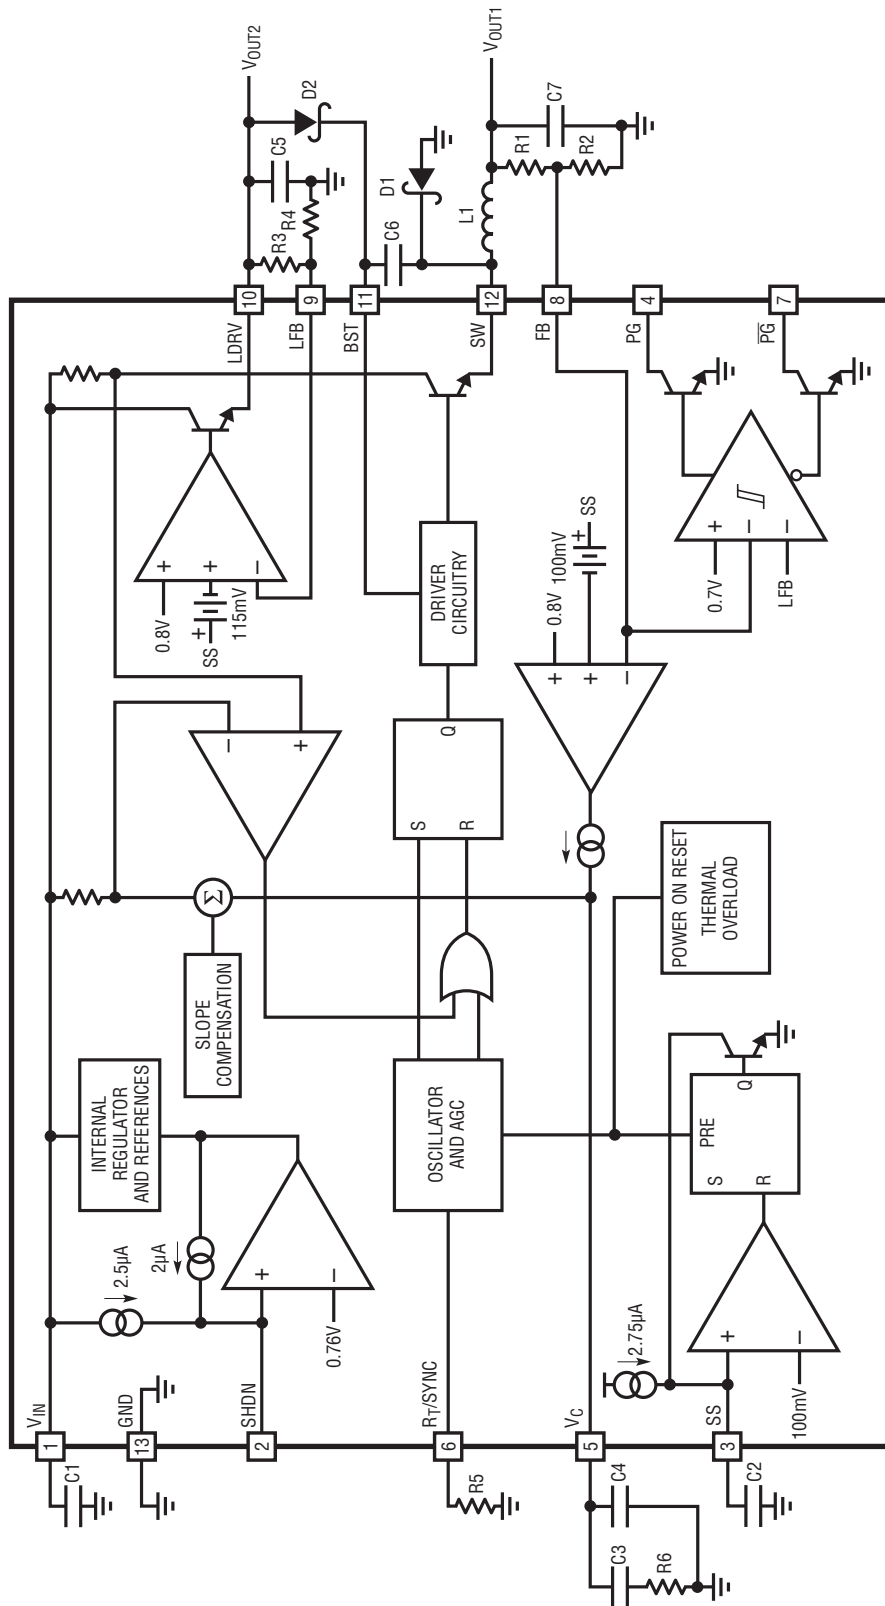 VIN
1
C1
GND
13
SHDN
2
RT/SYNC
6
R5
VC
5
C4
C3
R6
SS
3
C2
2.5µA
2µA
INTERNAL
REGULATOR
AND REFERENCES
+
–
0.76V
SLOPE
COMPENSATION
Σ
OSCILLATOR
AND AGC
S
R
Q
DRIVER
CIRCUITRY
–
+
2.75µA
+
–
100mV
S
R
PRE
Q
POWER ON RESET
THERMAL
OVERLOAD
0.8V
+
SS
+
115mV
+
–
0.8V
+
100mV
+
SS
+
–
0.7V
+
–
LFB
–
LDRV
10
LFB
9
BST
11
SW
12
FB
8
PG
4
PG
7
R3
R4
C5
D2
VOUT2
C6
D1
L1
VOUT1
R1
R2
C7